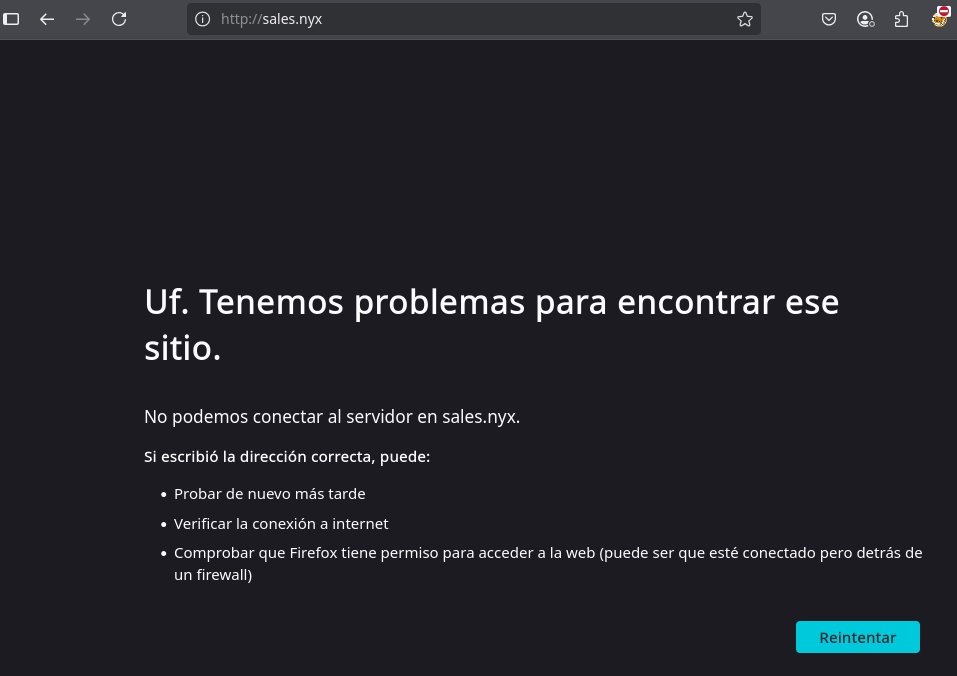 http://sales.nyx
Uf. Tenemos problemas para encontrar ese
sitio.
No podemos conectar al servidor en sales.nyx.
Si escribió la dirección correcta, puede:
• Probar de nuevo más tarde
• Verificar la conexión a internet
• Comprobar que Firefox tiene permiso para acceder a la web (puede ser que esté conectado pero detrás de
un firewall)
Reintentar